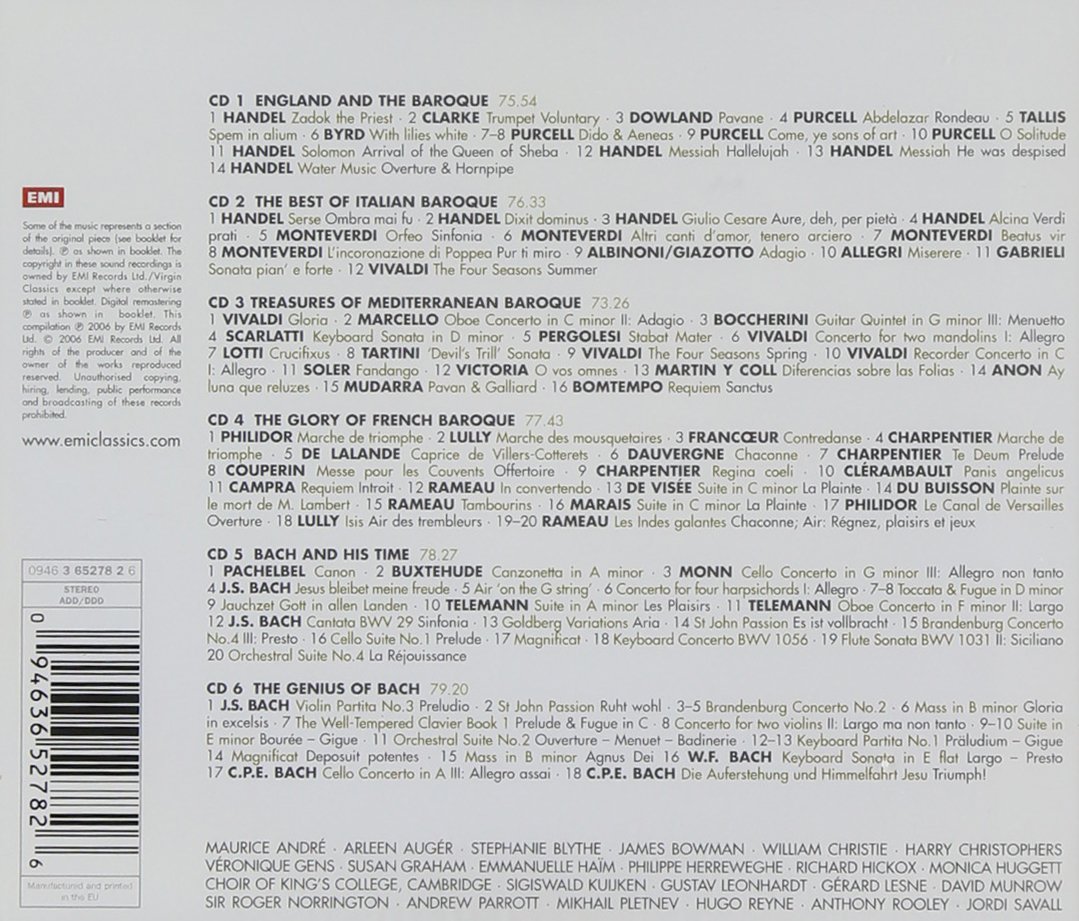 CD 1 ENGLAND AND THE BAROQUE 75.54
1 HANDEL Zadok the Priest · 2 CLARKE Trumpet Voluntary · 3 DOWLAND Pavane · 4 PURCELL Abdelazar Rondeau · 5 TALLIS
Spem in alium · 6 BYRD With lilies white · 7–8 PURCELL Dido & Aeneas · 9 PURCELL Come, ye sons of art · 10 PURCELL O Solitude
11 HANDEL Solomon Arrival of the Queen of Sheba · 12 HANDEL Messiah Hallelujah · 13 HANDEL Messiah He was despised
14 HANDEL Water Music Overture & Hornpipe
CD 2 THE BEST OF ITALIAN BAROQUE 76.33
1 HANDEL Serse Ombra mai fu · 2 HANDEL Dixit dominus · 3 HANDEL Giulio Cesare Aure, deh, per pietà · 4 HANDEL Alcina Verdi
prati · 5 MONTEVERDI Orfeo Sinfonia · 6 MONTEVERDI Altri canti d'amor, tenero arciero · 7 MONTEVERDI Beatus vir
8 MONTEVERDI L'incoronazione di Poppea Pur ti miro · 9 ALBINONI/GIAZOTTO Adagio · 10 ALLEGRI Miserere · 11 GABRIELI
Sonata pian' e forte · 12 VIVALDI The Four Seasons Summer
CD 3 TREASURES OF MEDITERRANEAN BAROQUE 73.26
1 VIVALDI Gloria · 2 MARCELLO Oboe Concerto in C minor II: Adagio · 3 BOCCHERINI Guitar Quintet in G minor III: Menuetto
4 SCARLATTI Keyboard Sonata in D minor · 5 PERGOLESI Stabat Mater · 6 VIVALDI Concerto for two mandolins I: Allegro
7 LOTTI Crucifixus · 8 TARTINI 'Devil's Trill' Sonata · 9 VIVALDI The Four Seasons Spring · 10 VIVALDI Recorder Concerto in C
I: Allegro · 11 SOLER Fandango · 12 VICTORIA O vos omnes · 13 MARTIN Y COLL Diferencias sobre las Folias · 14 ANON Ay
luna que reluzes · 15 MUDARRA Pavan & Galliard · 16 BOMTEMPO Requiem Sanctus
CD 4 THE GLORY OF FRENCH BAROQUE 77.43
1 PHILIDOR Marche de triomphe · 2 LULLY Marche des mousquetaires · 3 FRANCŒUR Contredanse · 4 CHARPENTIER Marche de
triomphe · 5 DE LALANDE Caprice de Villers-Cotterets · 6 DAUVERGNE Chaconne · 7 CHARPENTIER Te Deum Prelude
8 COUPERIN Messe pour les Couvents Offertoire · 9 CHARPENTIER Regina coeli · 10 CLÉRAMBAULT Panis angelicus
11 CAMPRA Requiem Introit · 12 RAMEAU In convertendo · 13 DE VISÉE Suite in C minor La Plainte · 14 DU BUISSON Plainte sur
le mort de M. Lambert · 15 RAMEAU Tambourins · 16 MARAIS Suite in C minor La Plainte · 17 PHILIDOR Le Canal de Versailles
Overture · 18 LULLY Isis Air des trembleurs · 19–20 RAMEAU Les Indes galantes Chaconne; Air: Régnez, plaisirs et jeux
CD 5 BACH AND HIS TIME 78.27
1 PACHELBEL Canon · 2 BUXTEHUDE Canzonetta in A minor · 3 MONN Cello Concerto in G minor III: Allegro non tanto
4 J.S. BACH Jesus bleibet meine freude · 5 Air 'on the G string' · 6 Concerto for four harpsichords I: Allegro · 7–8 Toccata & Fugue in D minor
9 Jauchzet Gott in allen Landen · 10 TELEMANN Suite in A minor Les Plaisirs · 11 TELEMANN Oboe Concerto in F minor II: Largo
12 J.S. BACH Cantata BWV 29 Sinfonia · 13 Goldberg Variations Aria · 14 St John Passion Es ist vollbracht · 15 Brandenburg Concerto
No.4 III: Presto · 16 Cello Suite No.1 Prelude · 17 Magnificat · 18 Keyboard Concerto BWV 1056 · 19 Flute Sonata BWV 1031 II: Siciliano
20 Orchestral Suite No.4 La Réjouissance
CD 6 THE GENIUS OF BACH 79.20
1 J.S. BACH Violin Partita No.3 Preludio · 2 St John Passion Ruht wohl · 3–5 Brandenburg Concerto No.2 · 6 Mass in B minor Gloria
in excelsis · 7 The Well-Tempered Clavier Book 1 Prelude & Fugue in C · 8 Concerto for two violins II: Largo ma non tanto · 9–10 Suite in
E minor Bourée – Gigue · 11 Orchestral Suite No.2 Ouverture – Menuet – Badinerie · 12–13 Keyboard Partita No.1 Präludium – Gigue
14 Magnificat Deposuit potentes · 15 Mass in B minor Agnus Dei 16 W.F. BACH Keyboard Sonata in E flat Largo – Presto
17 C.P.E. BACH Cello Concerto in A III: Allegro assai · 18 C.P.E. BACH Die Auferstehung und Himmelfahrt Jesu Triumph!
MAURICE ANDRÉ · ARLEEN AUGÉR · STEPHANIE BLYTHE · JAMES BOWMAN · WILLIAM CHRISTIE · HARRY CHRISTOPHERS
VÉRONIQUE GENS · SUSAN GRAHAM · EMMANUELLE HAÏM · PHILIPPE HERREWEGHE · RICHARD HICKOX · MONICA HUGGETT
CHOIR OF KING'S COLLEGE, CAMBRIDGE · SIGISWALD KUIJKEN · GUSTAV LEONHARDT · GÉRARD LESNE · DAVID MUNROW
SIR ROGER NORRINGTON · ANDREW PARROTT · MIKHAIL PLETNEV · HUGO REYNE · ANTHONY ROOLEY · JORDI SAVALL
EMI
Some of the music represents a section
of the original piece (see booklet for
details). ℗ as shown in booklet. The
copyright in these sound recordings is
owned by EMI Records Ltd./Virgin
Classics except where otherwise
stated in booklet. Digital remastering
℗ as shown in booklet. This
compilation ℗ 2006 by EMI Records
Ltd. © 2006 EMI Records Ltd. All
rights of the producer and of the
owner of the works reproduced
reserved. Unauthorised copying,
hiring, lending, public performance
and broadcasting of these records
prohibited.
www.emiclassics.com
0946 3 65278 2 6
STEREO
ADD/DDD
0 94636 52782 6
Manufactured and printed
in the EU